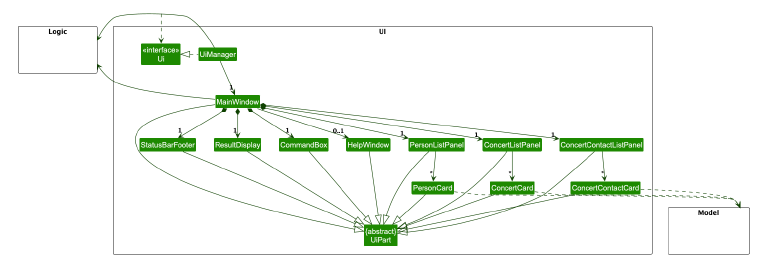 Logic
UI
«interface»
Ui
UiManager
1
MainWindow
1
1
1
0..1
1
1
1
StatusBarFooter
ResultDisplay
CommandBox
HelpWindow
PersonListPanel
ConcertListPanel
ConcertContactListPanel
*
*
*
PersonCard
ConcertCard
ConcertContactCard
Model
{abstract}
UiPart